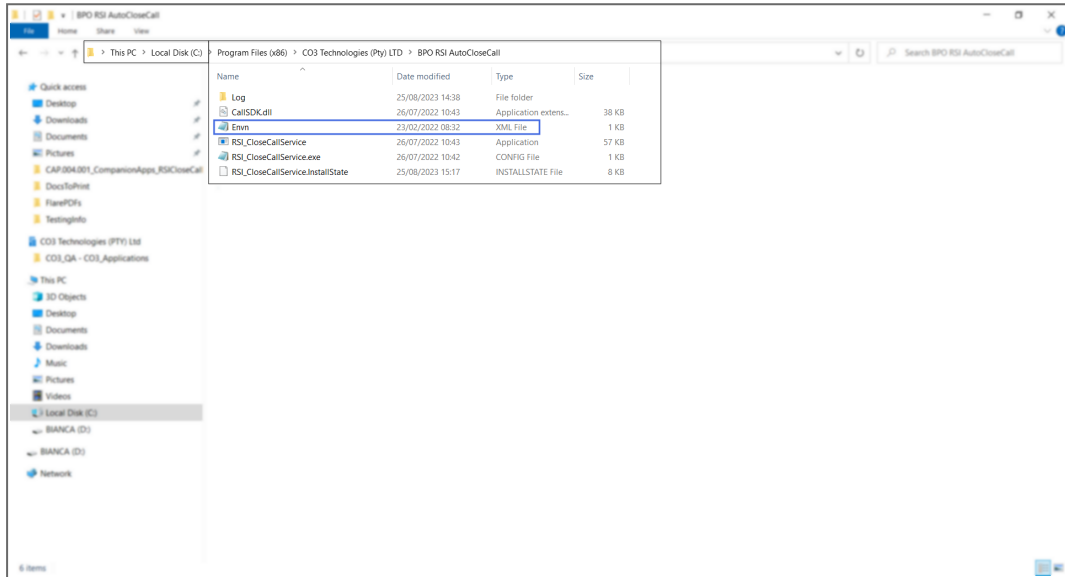 BPO RSI AutoCloseCall
File Home Share View
This PC > Local Disk (C:) > Program Files (x86) > CO3 Technologies (Pty) LTD > BPO RSI AutoCloseCall
Search BPO RSI AutoCloseCall
Name Date modified Type Size
Log 25/08/2023 14:38 File folder
CallSDK.dll 26/07/2022 10:43 Application extens... 38 KB
Envn 23/02/2022 08:32 XML File 1 KB
RSI_CloseCallService 26/07/2022 10:43 Application 57 KB
RSI_CloseCallService.exe 26/07/2022 10:42 CONFIG File 1 KB
RSI_CloseCallService.InstallState 25/08/2023 15:17 INSTALLSTATE File 8 KB
Quick access
Desktop
Downloads
Documents
Pictures
CAP.004.001_CompanionApps_RSICloseCall
DocsToPrint
FlarePDFs
TestingInfo
CO3 Technologies (PTY) Ltd
CO3_QA - CO3_Applications
This PC
3D Objects
Desktop
Documents
Downloads
Music
Pictures
Videos
Local Disk (C:)
BIANCA (D:)
BIANCA (D:)
Network
6 items